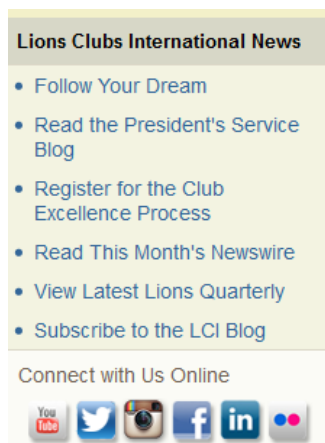 Lions Clubs International News
Follow Your Dream
Read the President's Service
Blog
Register for the Club
Excellence Process
Read This Month's Newswire
View Latest Lions Quarterly
Subscribe to the LCI Blog
Connect with Us Online
You
Tube
f
in